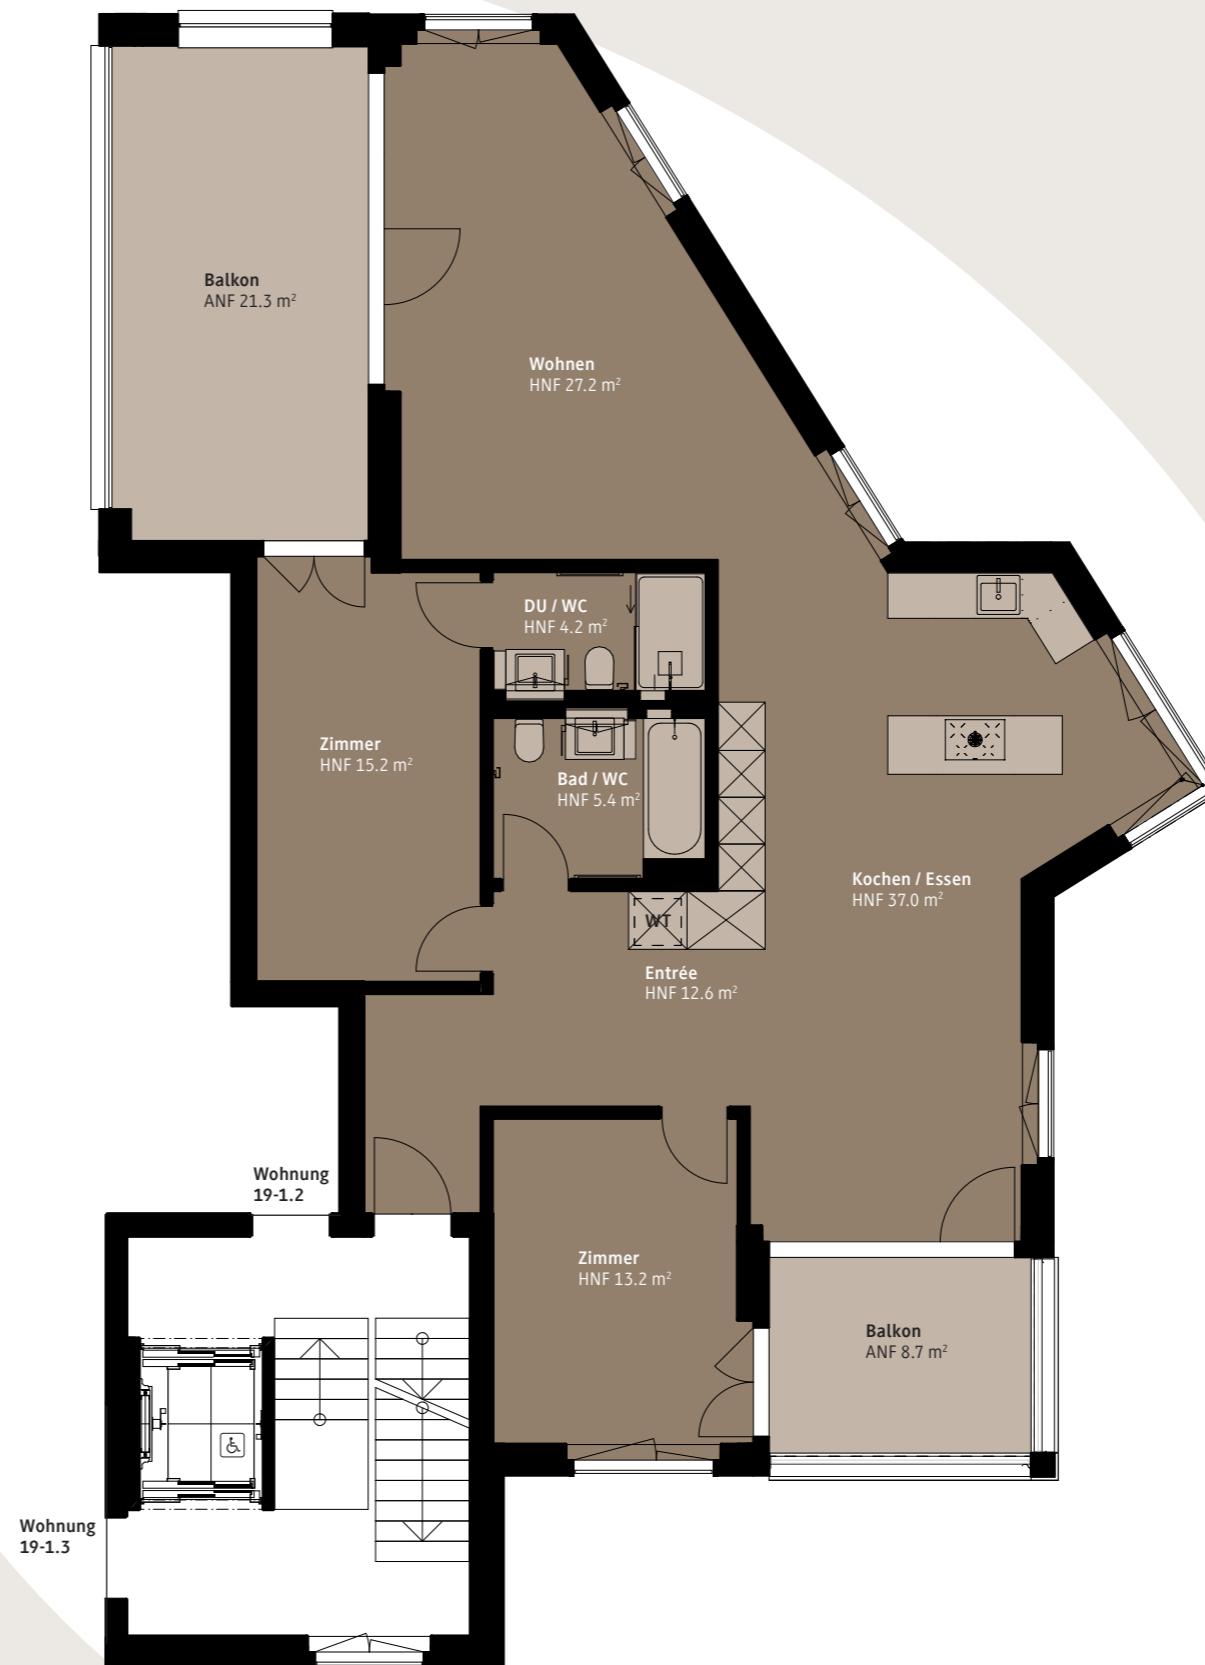 Balkon
ANF 21.3 m²
Wohnen
HNF 27.2 m²
DU / WC
HNF 4.2 m²
Zimmer
HNF 15.2 m²
Bad / WC
HNF 5.4 m²
Kochen / Essen
HNF 37.0 m²
WT
Entrée
HNF 12.6 m²
Wohnung
19-1.2
Zimmer
HNF 13.2 m²
Balkon
ANF 8.7 m²
Wohnung
19-1.3